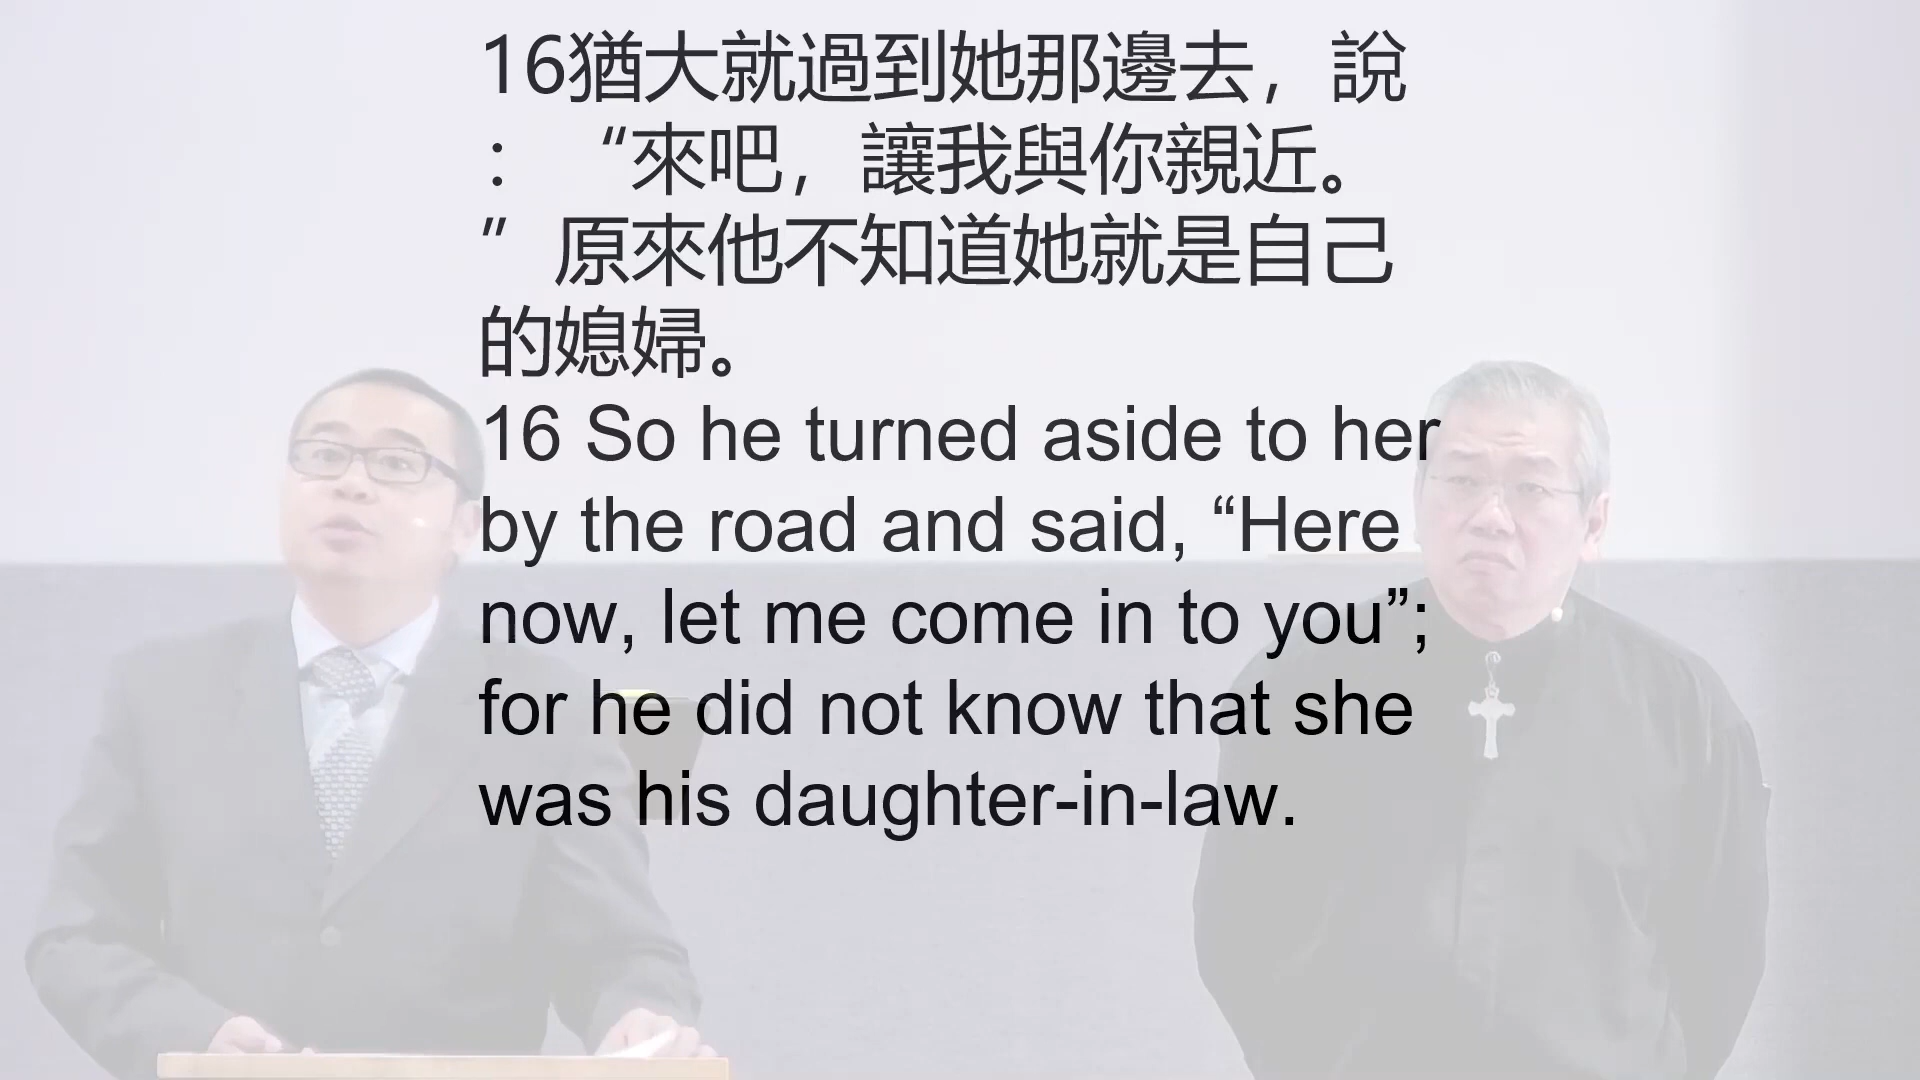 16猶大就過到她那邊去，說
：“來吧，讓我與你親近。
”原來他不知道她就是自己
的媳婦。
16 So he turned aside to her
by the road and said, “Here
now, let me come in to you”;
for he did not know that she
was his daughter-in-law.